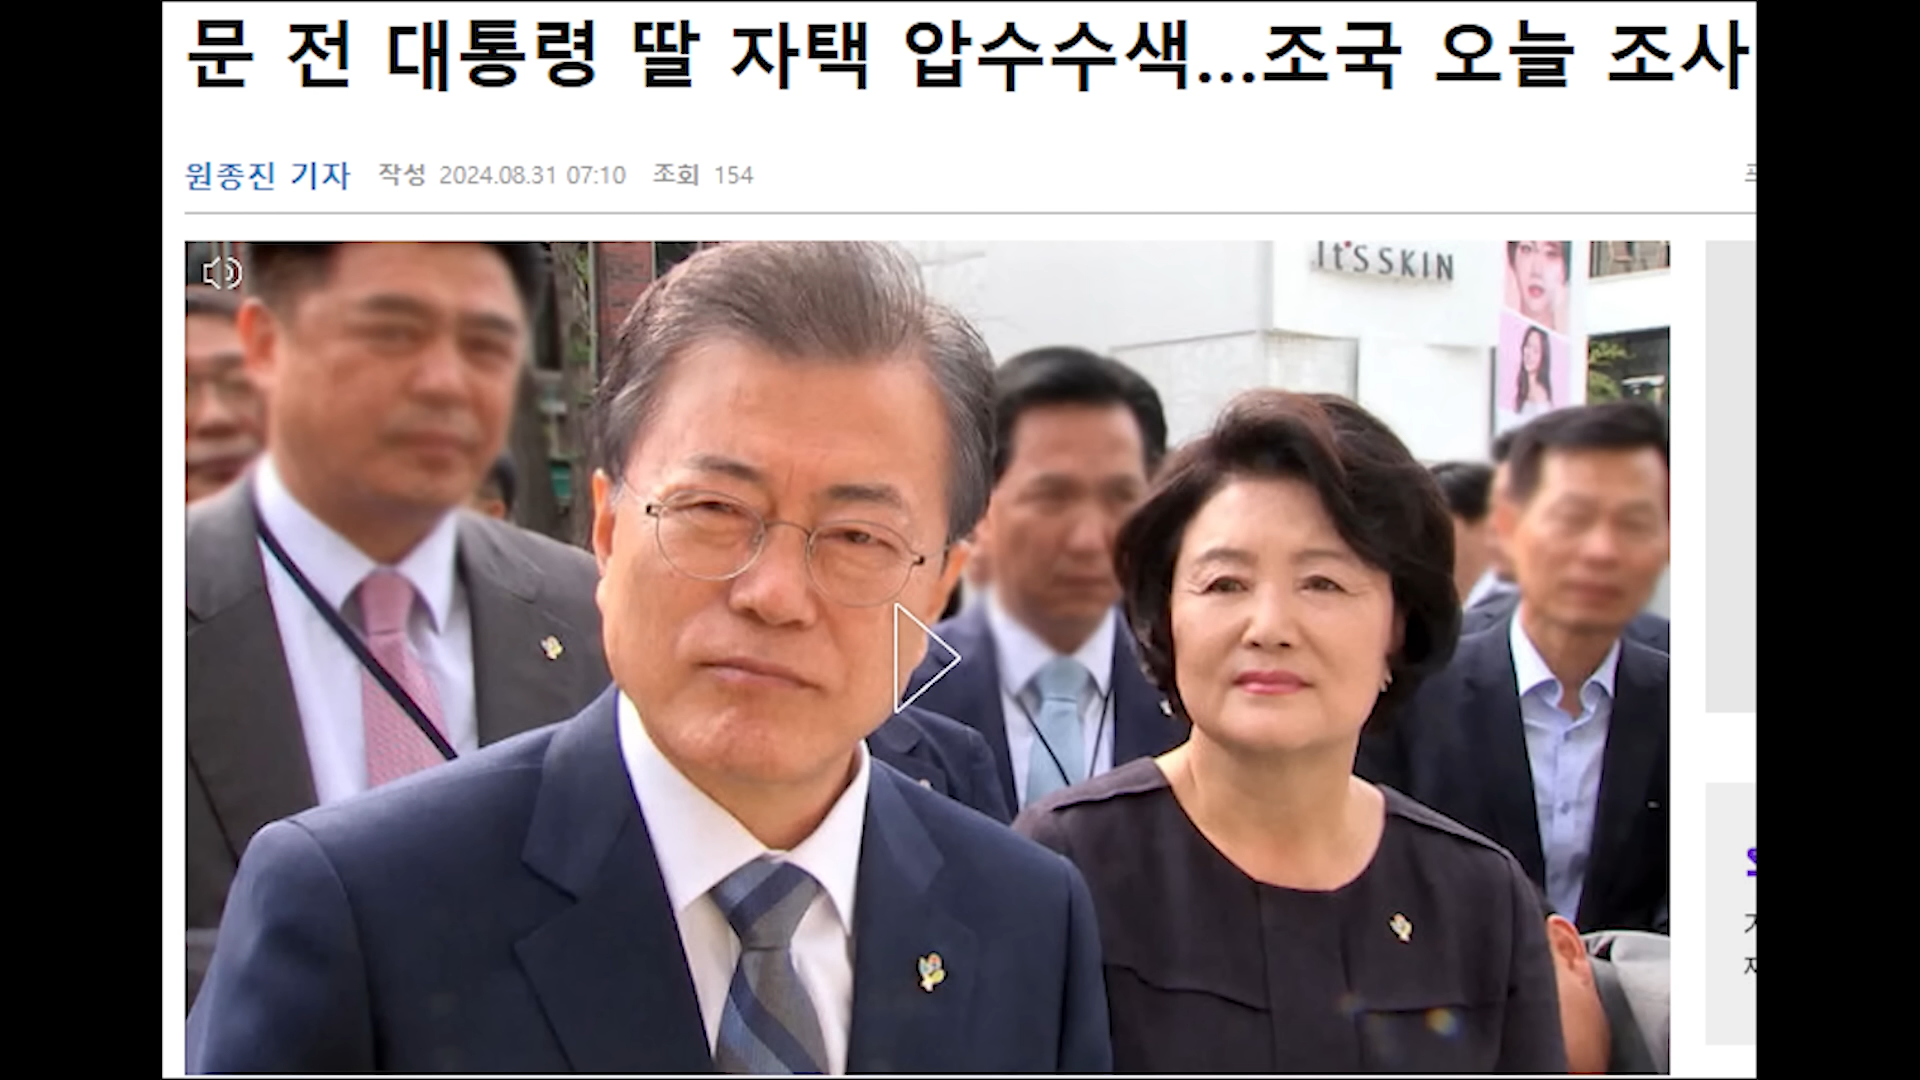 문 전 대통령 딸 자택 압수수색...조국 오늘 조사
원종진 기자 작성 2024.08.31 07:10 조회 154
It'S SKIN